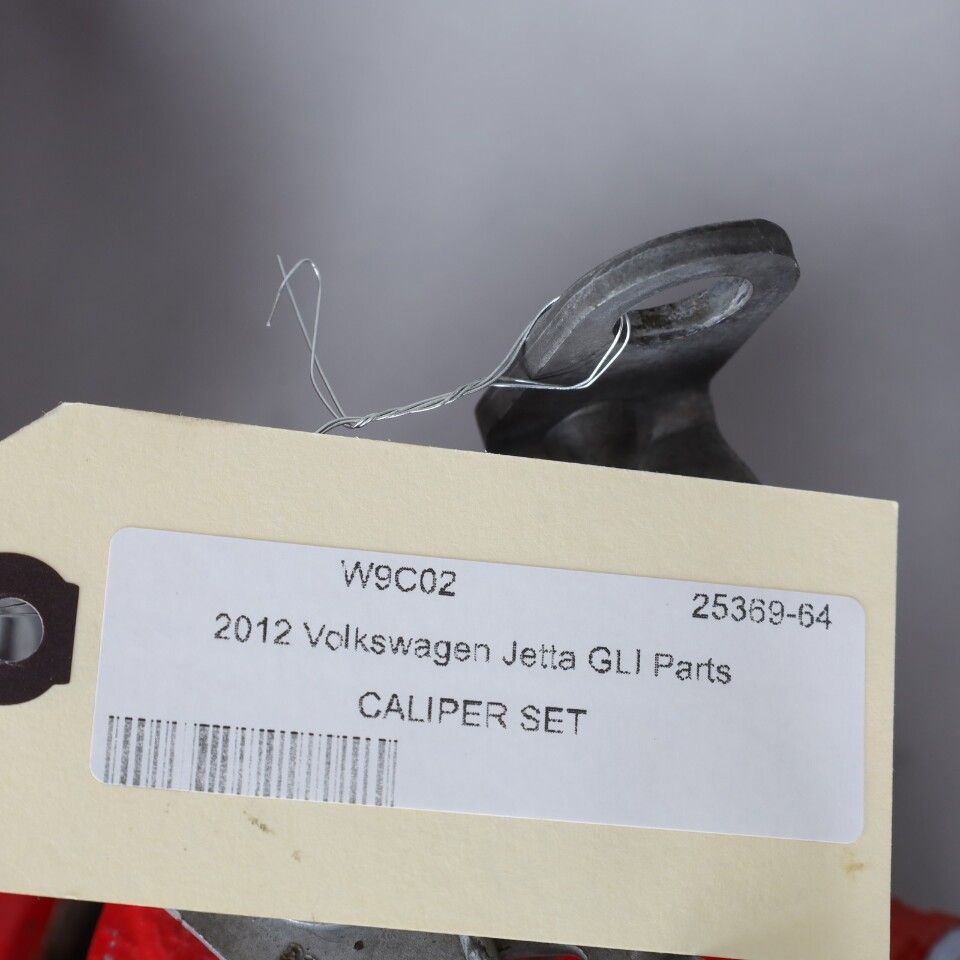 W9C02
25369-64
2012 Volkswagen Jetta GLI Parts
CALIPER SET